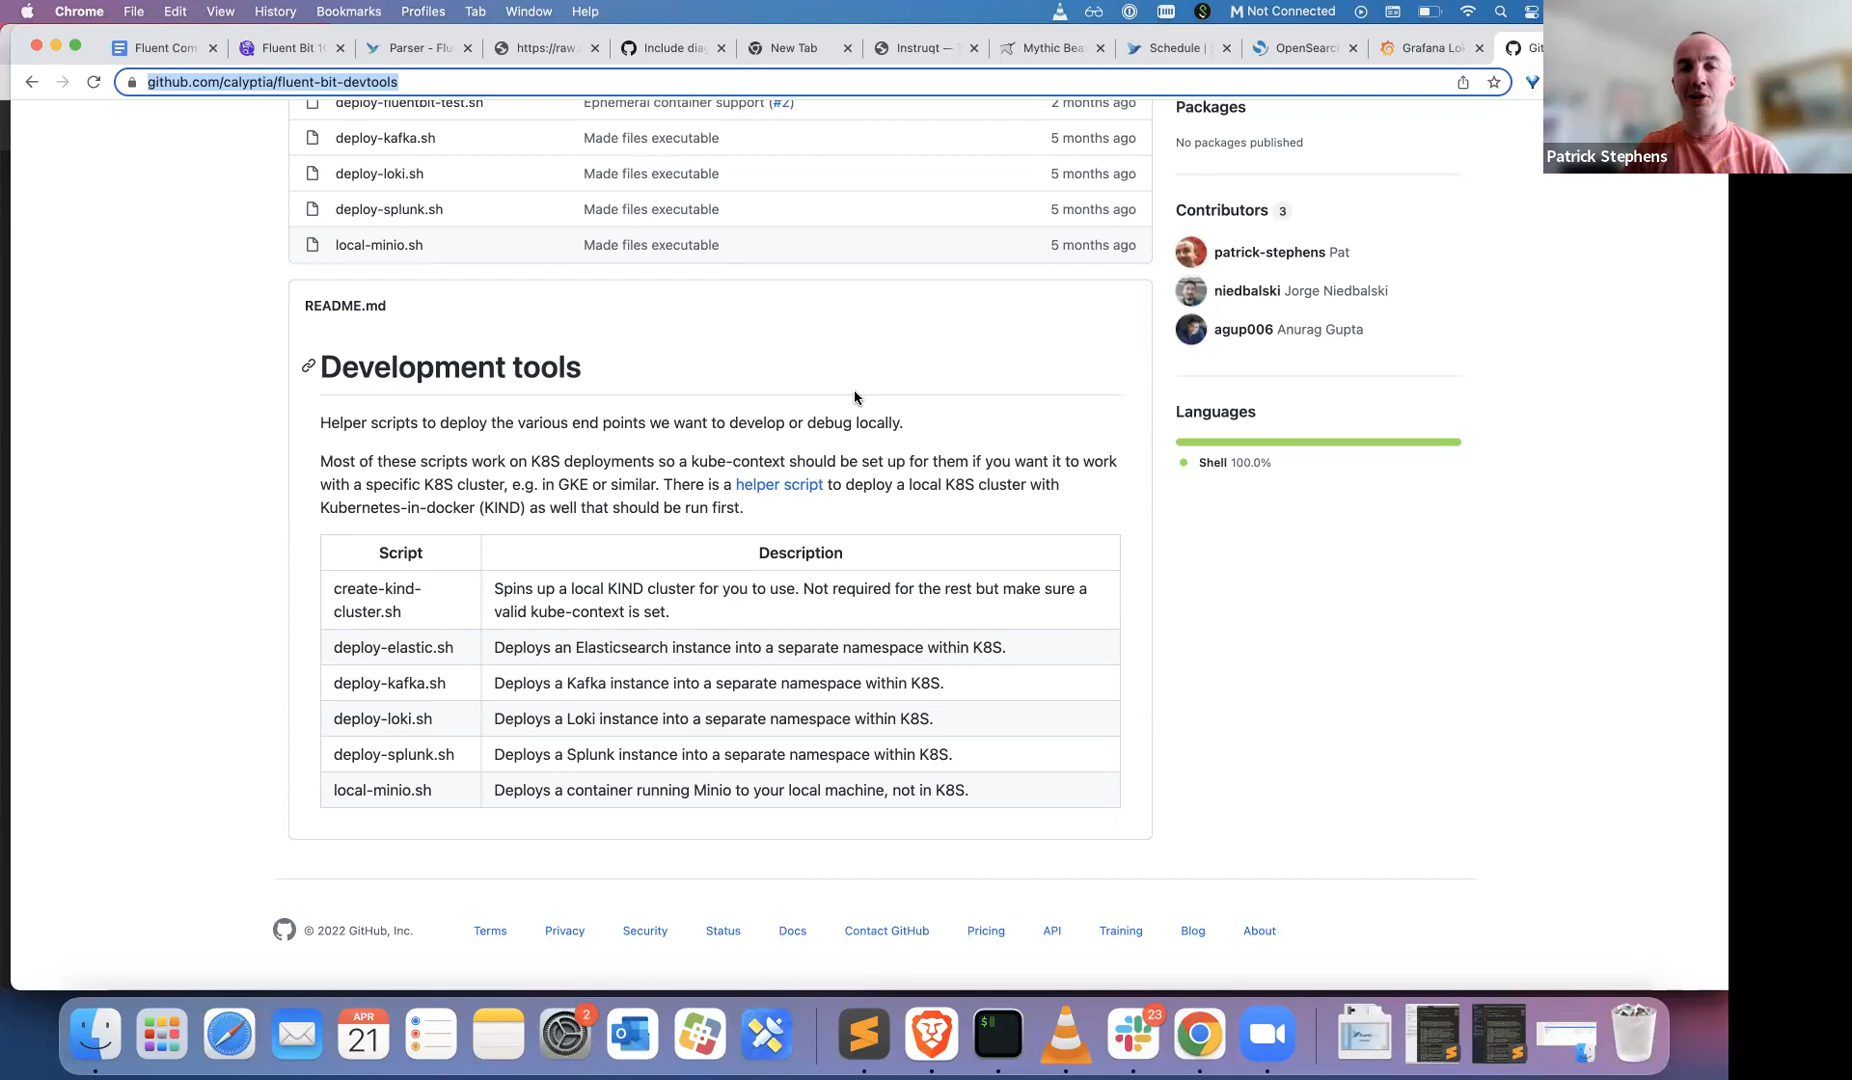 Chrome File Edit View History Bookmarks Profiles Tab Window Help Not Connected
Fluent Com Fluent Bit 1 Parser - Flu https://raw. Include dia New Tab Instruqt — Mythic Bea Schedule | OpenSearc Grafana Lo Git
github.com/calyptia/fluent-bit-devtools
deploy-fluentbit-test.sh Ephemeral container support (#2) 2 months ago
deploy-kafka.sh Made files executable 5 months ago
deploy-loki.sh Made files executable 5 months ago
deploy-splunk.sh Made files executable 5 months ago
local-minio.sh Made files executable 5 months ago
README.md
Development tools
Helper scripts to deploy the various end points we want to develop or debug locally.
Most of these scripts work on K8S deployments so a kube-context should be set up for them if you want it to work
with a specific K8S cluster, e.g. in GKE or similar. There is a helper script to deploy a local K8S cluster with
Kubernetes-in-docker (KIND) as well that should be run first.
Script Description
create-kind-
cluster.sh
Spins up a local KIND cluster for you to use. Not required for the rest but make sure a
valid kube-context is set.
deploy-elastic.sh Deploys an Elasticsearch instance into a separate namespace within K8S.
deploy-kafka.sh Deploys a Kafka instance into a separate namespace within K8S.
deploy-loki.sh Deploys a Loki instance into a separate namespace within K8S.
deploy-splunk.sh Deploys a Splunk instance into a separate namespace within K8S.
local-minio.sh Deploys a container running Minio to your local machine, not in K8S.
Packages
No packages published
Contributors 3
patrick-stephens Pat
niedbalski Jorge Niedbalski
agup006 Anurag Gupta
Languages
Shell 100.0%
Patrick Stephens
© 2022 GitHub, Inc. Terms Privacy Security Status Docs Contact GitHub Pricing API Training Blog About
APR
21
2
23